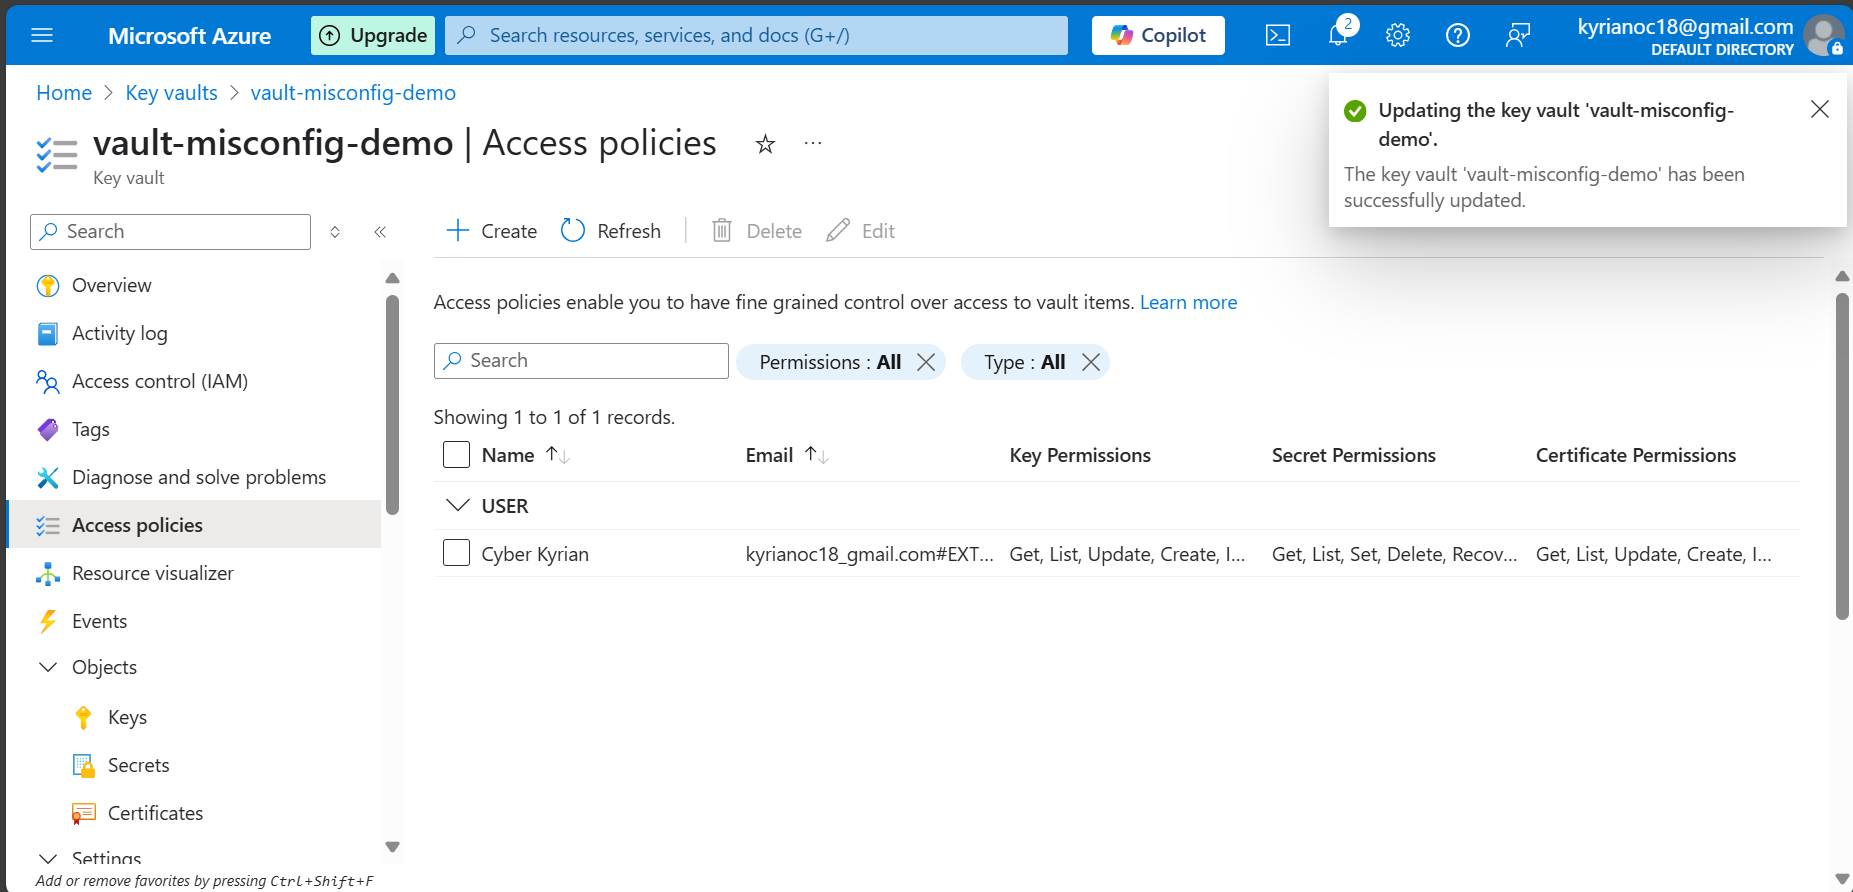 Microsoft Azure
Upgrade
Search resources, services, and docs (G+/)
Copilot
2
kyrianoc18@gmail.com
DEFAULT DIRECTORY
Home > Key vaults > vault-misconfig-demo
Updating the key vault 'vault-misconfig-
demo'.
The key vault 'vault-misconfig-demo' has been
successfully updated.
vault-misconfig-demo | Access policies
Key vault
Search
Overview
Activity log
Access control (IAM)
Tags
Diagnose and solve problems
Access policies
Resource visualizer
Events
Objects
Keys
Secrets
Certificates
Settings
Add or remove favorites by pressing Ctrl+Shift+F
Create Refresh Delete Edit
Access policies enable you to have fine grained control over access to vault items. Learn more
Search
Permissions : All
Type : All
Showing 1 to 1 of 1 records.
Name Email Key Permissions Secret Permissions Certificate Permissions
USER
Cyber Kyrian kyrianoc18_gmail.com#EXT... Get, List, Update, Create, I... Get, List, Set, Delete, Recov... Get, List, Update, Create, I...